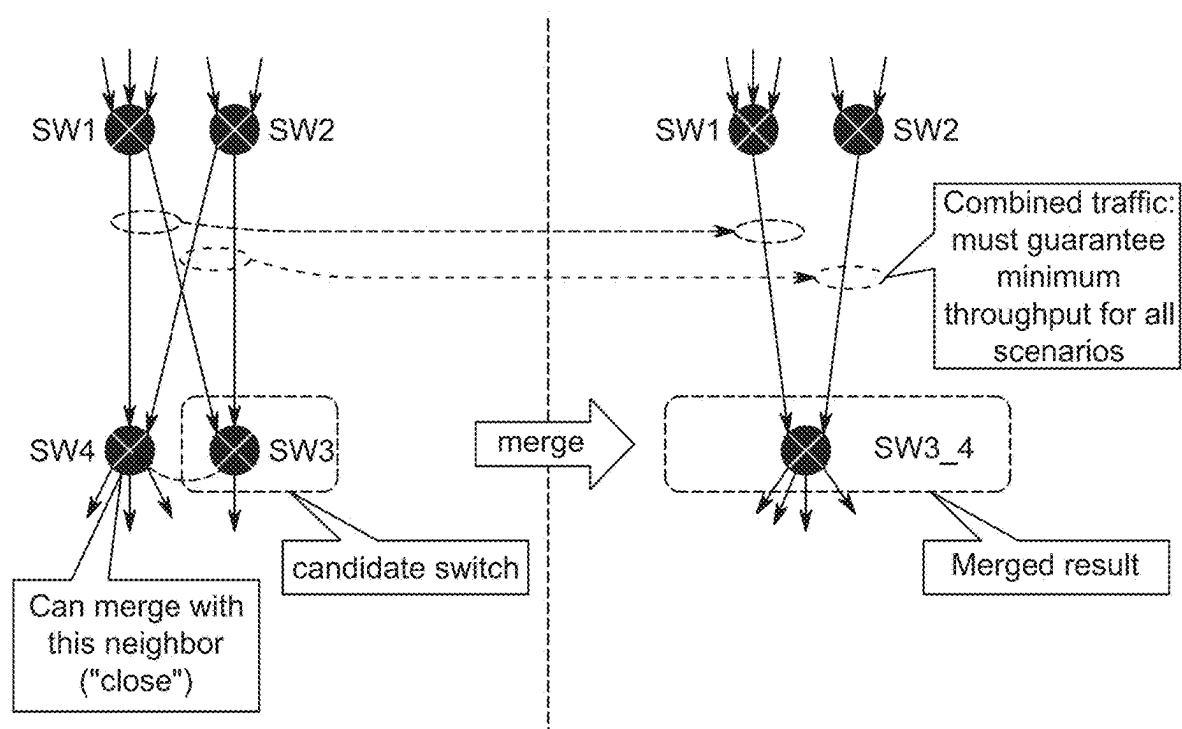 SW1
SW2
SW4
SW3
candidate switch
Can merge with
this neighbor
("close")
merge
SW1
SW2
Combined traffic:
must guarantee
minimum
throughput for all
scenarios
SW3_4
Merged result